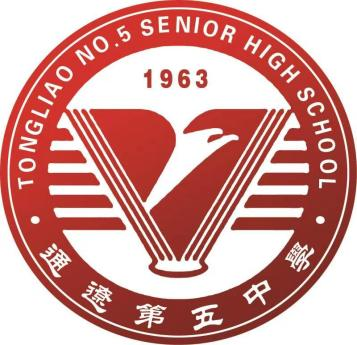 TONGLIAO NO.5 SENIOR HIGH SCHOOL
1963
通遼第五中學